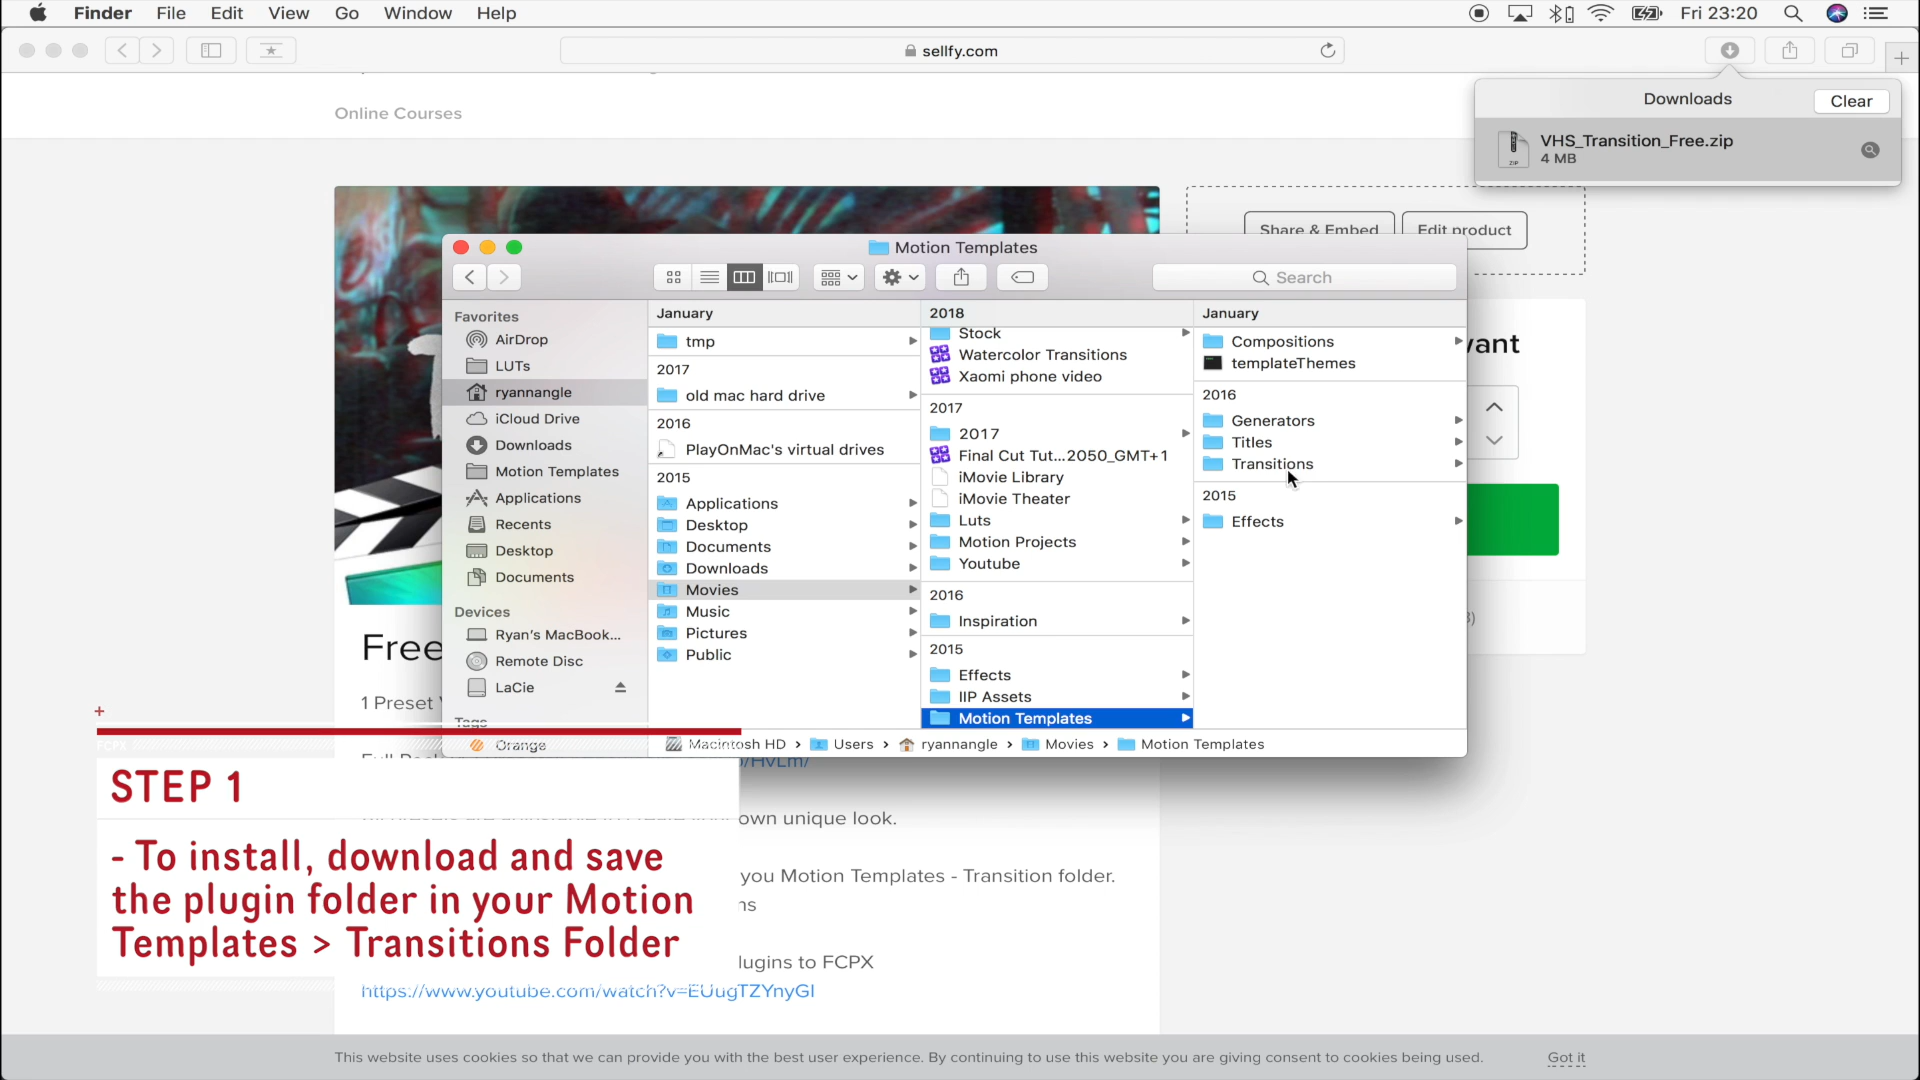 Finder File Edit View Go Window Help
Fri 23:20
sellfy.com
Online Courses
Downloads
Clear
VHS_Transition_Free.zip
4 MB
ZIP
Share & Embed
Edit product
Motion Templates
Search
Favorites
AirDrop
LUTs
ryannangle
iCloud Drive
Downloads
Motion Templates
Applications
Recents
Desktop
Documents
Devices
Ryan's MacBook...
Remote Disc
LaCie
Tags
Orange
January
tmp
2017
old mac hard drive
2016
PlayOnMac's virtual drives
2015
Applications
Desktop
Documents
Downloads
Movies
Music
Pictures
Public
2018
Stock
Watercolor Transitions
Xaomi phone video
2017
2017
Final Cut Tut...2050_GMT+1
iMovie Library
iMovie Theater
Luts
Motion Projects
Youtube
2016
Inspiration
2015
Effects
IIP Assets
Motion Templates
January
Compositions
templateThemes
2016
Generators
Titles
Transitions
2015
Effects
Macintosh HD › Users › ryannangle › Movies › Motion Templates
Free
1 Preset
FCPX
STEP 1
- To install, download and save
the plugin folder in your Motion
Templates > Transitions Folder
own unique look.
you Motion Templates - Transition folder.
lugins to FCPX
https://www.youtube.com/watch?v=EUugTZYnyGI
This website uses cookies so that we can provide you with the best user experience. By continuing to use this website you are giving consent to cookies being used.
Got it